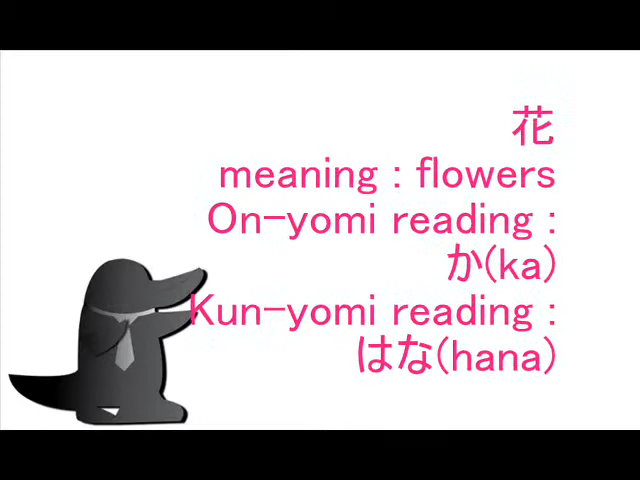 花
meaning : flowers
On-yomi reading :
か(ka)
Kun-yomi reading :
はな(hana)